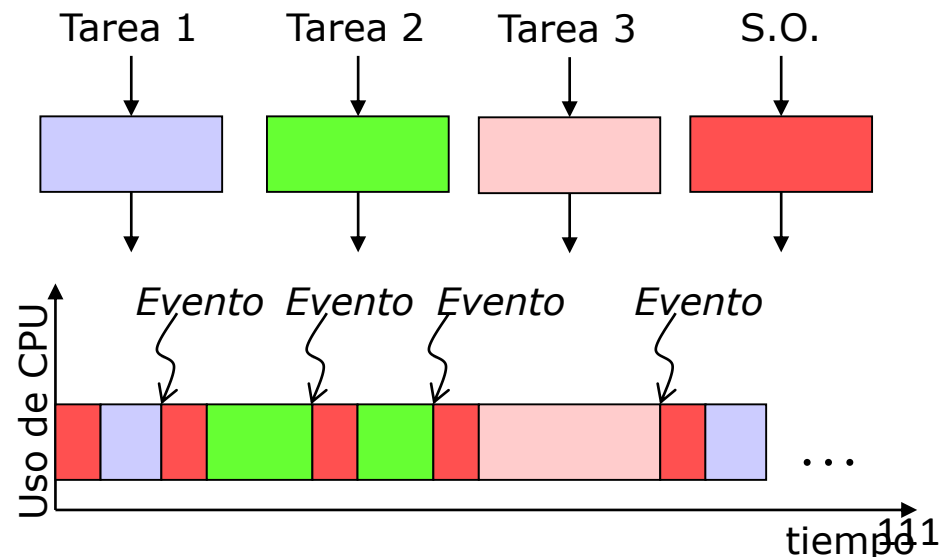 Tarea 1 Tarea 2 Tarea 3 S.O.
Evento Evento Evento Evento
Uso de CPU
...
tiempo
111